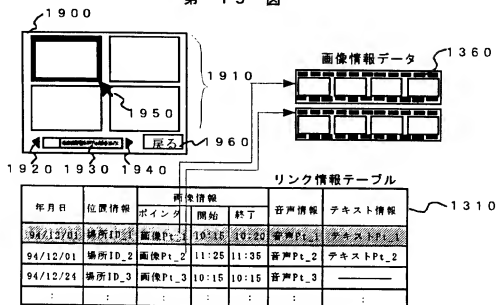 第 19 図
1900
画像情報データ
1360
1910
1950
戻る
1960
1920 1930 1940
リンク情報テーブル
1310
年月日 位置情報 画像情報 音声情報 テキスト情報
ポインタ 開始 終了
94/12/01 場所ID_1 画像Pt_1 10:15 10:20 音声Pt_1 テキストPt_1
94/12/01 場所ID_2 画像Pt_2 11:25 11:35 音声Pt_2 テキストPt_2
94/12/24 場所ID_3 画像Pt_3 10:15 10:15 音声Pt_3 ———
: : : : : : :